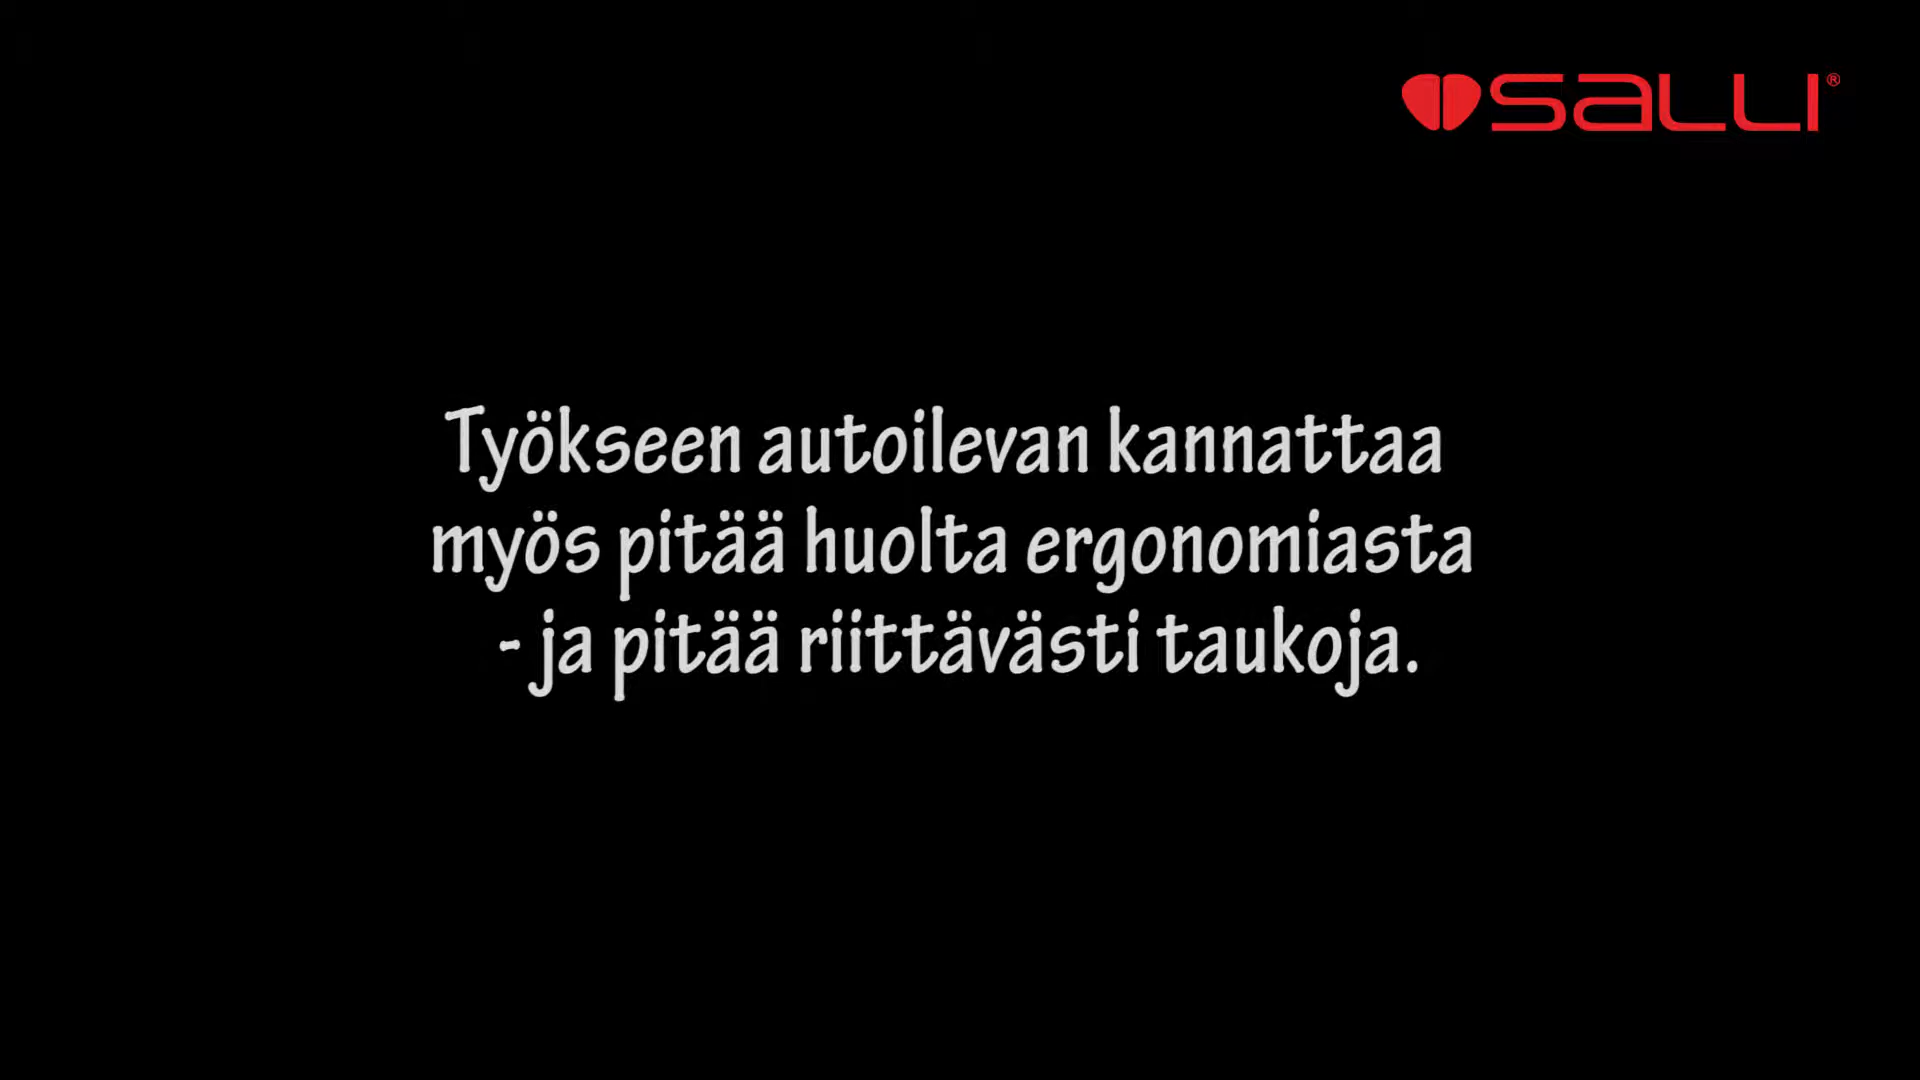 SALLI®
Työkseen autoilevan kannattaa
myös pitää huolta ergonomiasta
- ja pitää riittävästi taukoja.